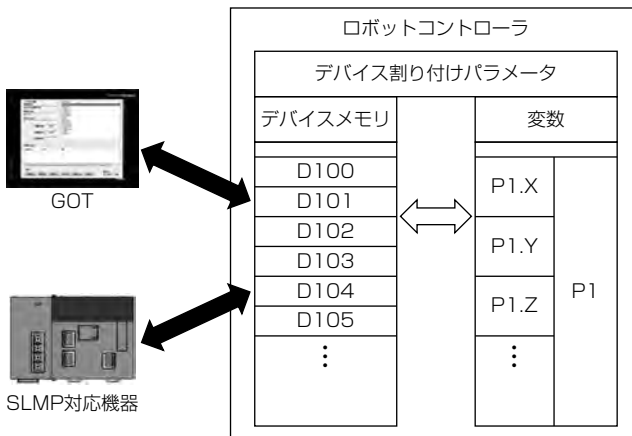 ロボットコントローラ
デバイス割り付けパラメータ
デバイスメモリ
変数
D100
D101
D102
D103
D104
D105
⋮
P1.X
P1.Y
P1.Z
⋮
P1
GOT
SLMP対応機器